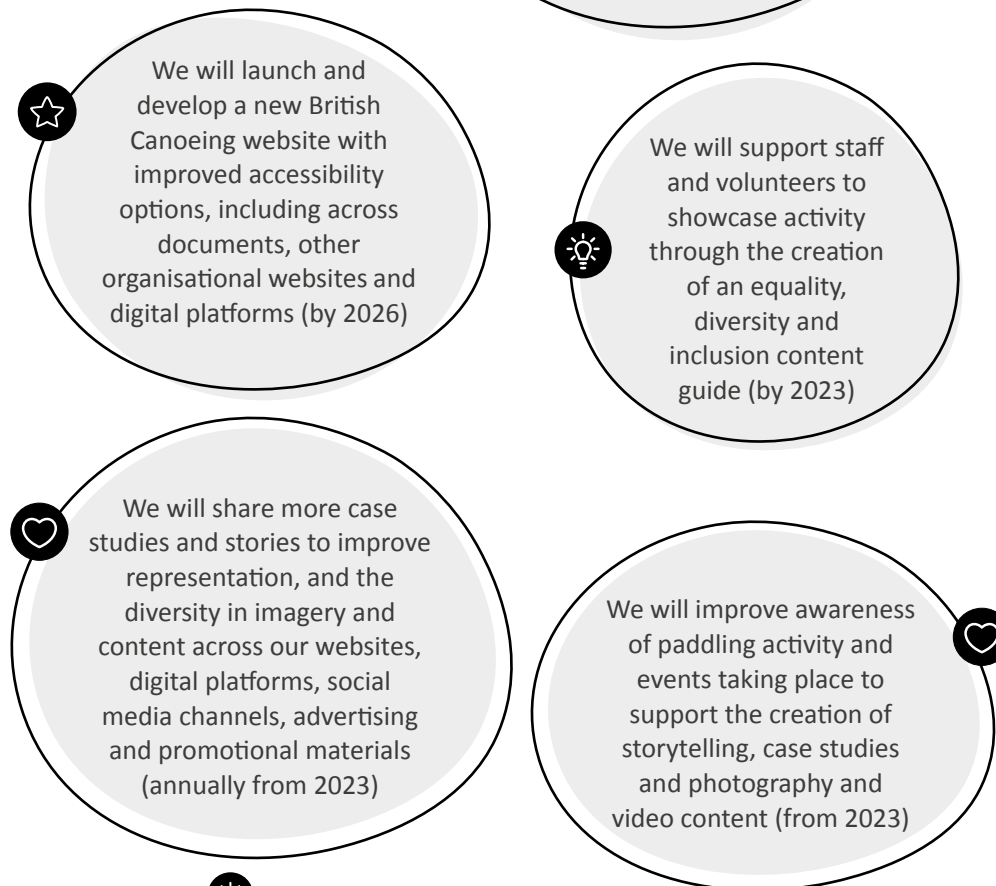 We will launch and
develop a new British
Canoeing website with
improved accessibility
options, including across
documents, other
organisational websites and
digital platforms (by 2026)
We will support staff
and volunteers to
showcase activity
through the creation
of an equality,
diversity and
inclusion content
guide (by 2023)
We will share more case
studies and stories to improve
representation, and the
diversity in imagery and
content across our websites,
digital platforms, social
media channels, advertising
and promotional materials
(annually from 2023)
We will improve awareness
of paddling activity and
events taking place to
support the creation of
storytelling, case studies
and photography and
video content (from 2023)